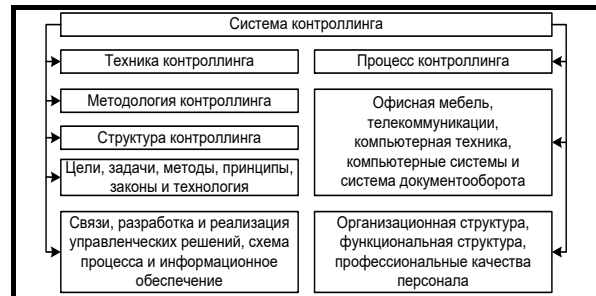 Система контроллинга
Техника контроллинга
Процесс контроллинга
Методология контроллинга
Структура контроллинга
Цели, задачи, методы, принципы,
законы и технология
Офисная мебель,
телекоммуникации,
компьютерная техника,
компьютерные системы и
система документооборота
Связи, разработка и реализация
управленческих решений, схема
процесса и информационное
обеспечение
Организационная структура,
функциональная структура,
профессиональные качества
персонала